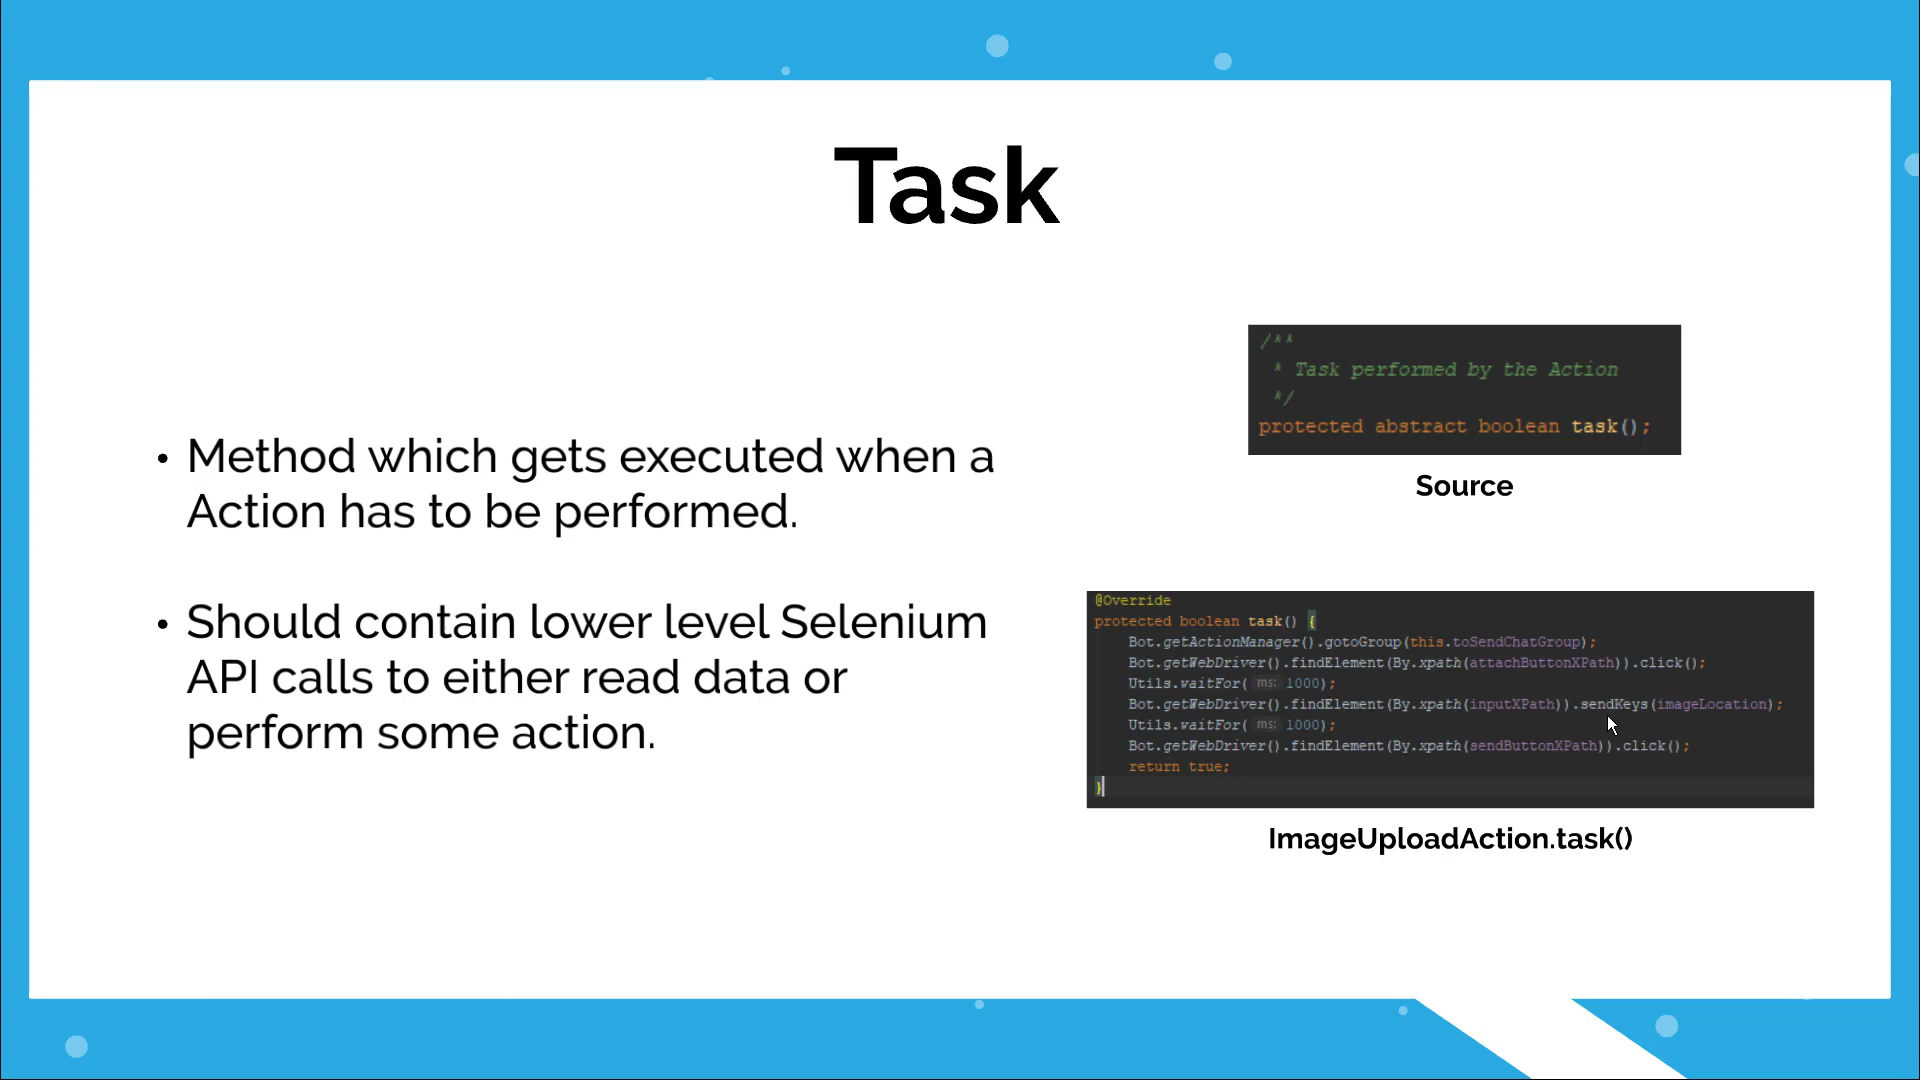 Task
• Method which gets executed when a
Action has to be performed.
• Should contain lower level Selenium
API calls to either read data or
perform some action.
/**
* Task performed by the Action
*/
protected abstract boolean task();
Source
@Override
protected boolean task() {
Bot.getActionManager().gotoGroup(this.toSendChatGroup);
Bot.getWebDriver().findElement(By.xpath(attachButtonXPath)).click();
Utils.waitFor( ms: 1000);
Bot.getWebDriver().findElement(By.xpath(inputXPath)).sendKeys(imageLocation);
Utils.waitFor( ms: 1000);
Bot.getWebDriver().findElement(By.xpath(sendButtonXPath)).click();
return true;
}
ImageUploadAction.task()